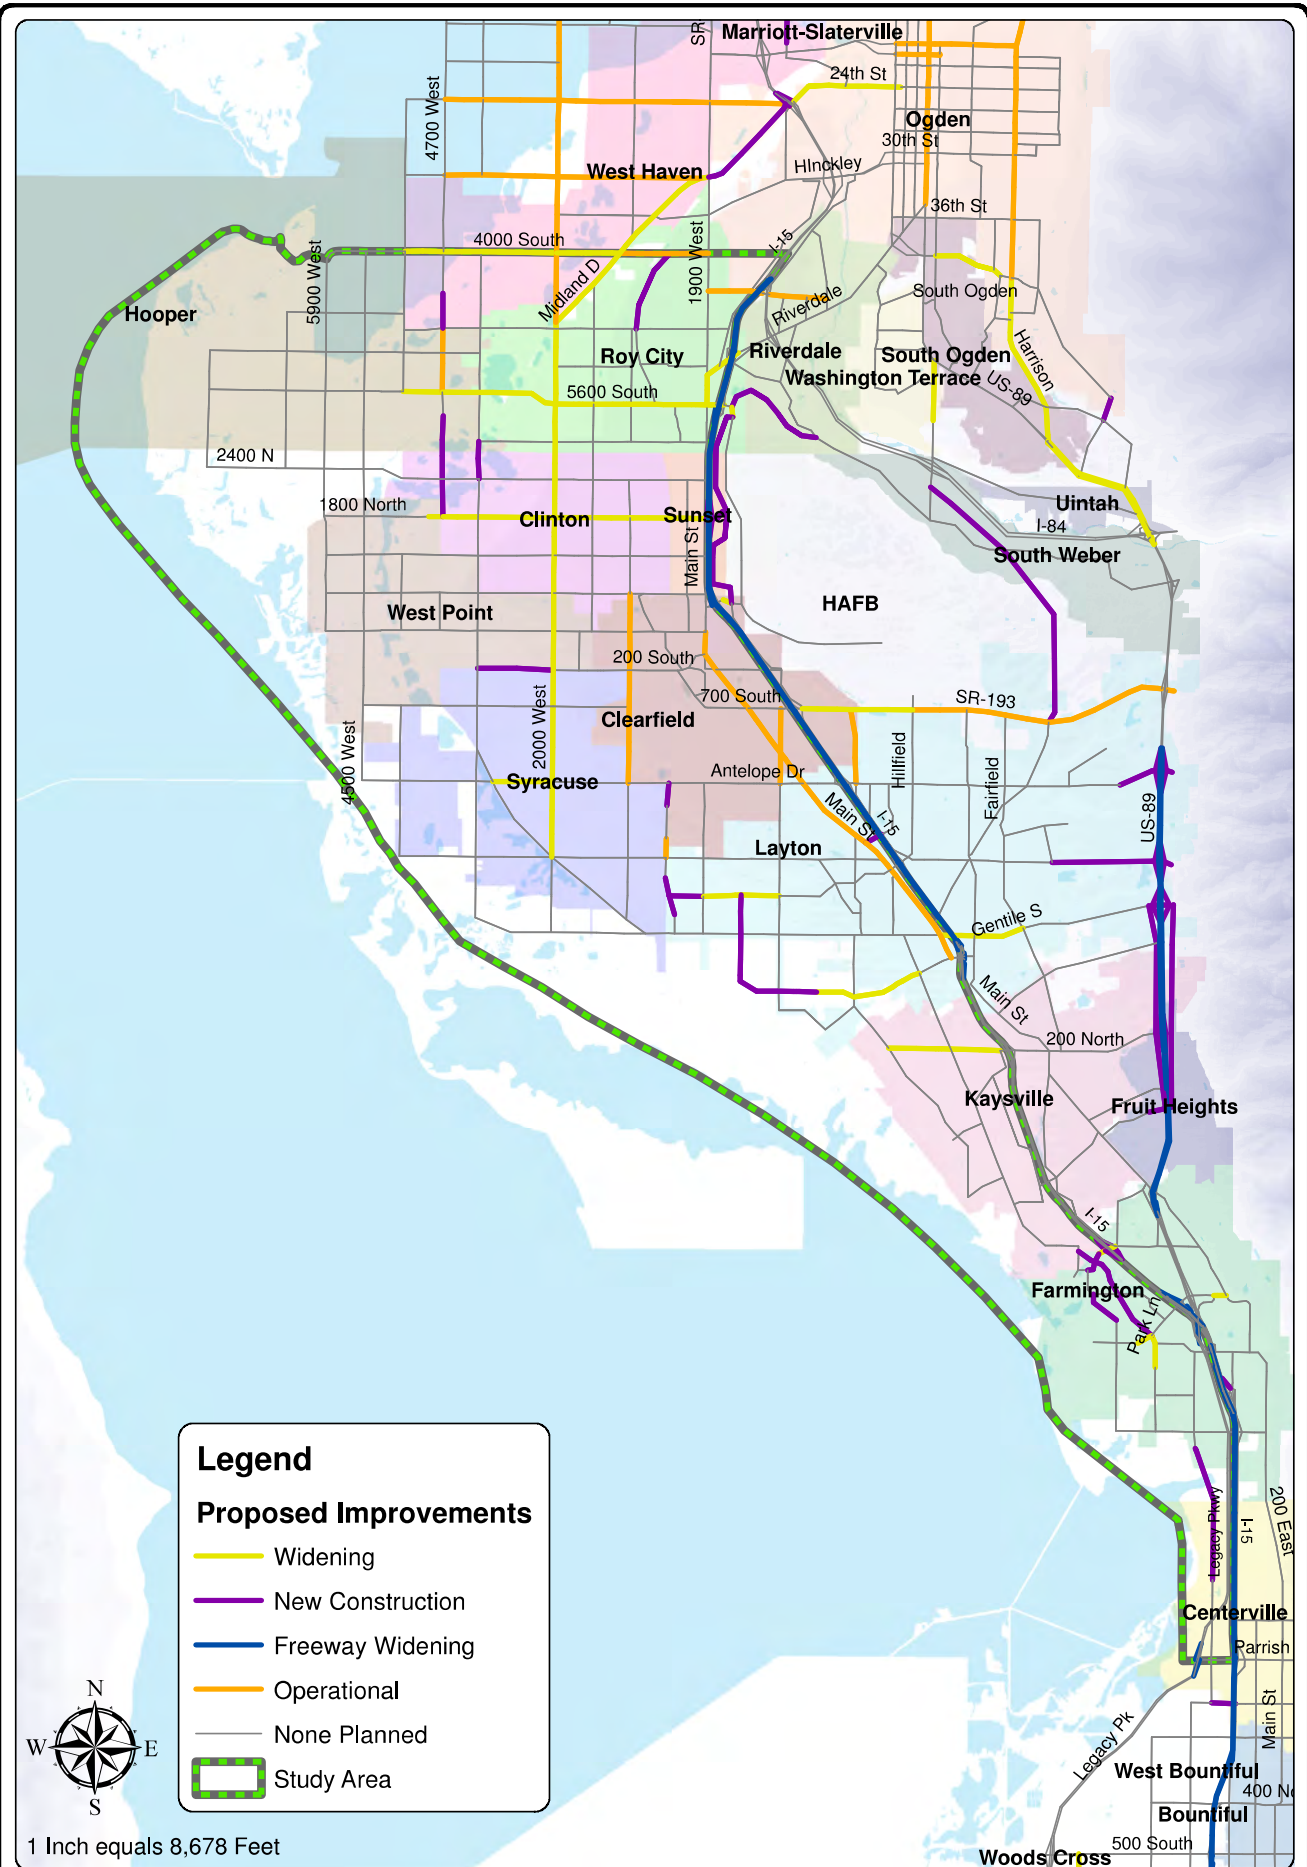 Marriott-Slaterville
SR
24th St
4700 West
Ogden
30th St
HInckley
West Haven
36th St
4000 South
I-15
1900 West
5900 West
Midland D
South Ogden
Hooper
Riverdale
Harrison
Roy City
Riverdale
South Ogden
Washington Terrace
US-89
5600 South
2400 N
1800 North
Clinton
Sunset
Uintah
I-84
Main St
South Weber
West Point
HAFB
200 South
700 South
SR-193
Clearfield
2000 West
4500 West
Syracuse
Antelope Dr
Hillfield
Fairfield
Main St
I-15
US-89
Layton
Gentile S
Main St
200 North
Kaysville
Fruit Heights
I-15
Farmington
Park Ln
Legend
Proposed Improvements
Widening
New Construction
Freeway Widening
Operational
None Planned
Study Area
Legacy Pkwy
I-15
200 East
Centerville
Parrish
Main St
Legacy Pk
West Bountiful
400 No
Bountiful
500 South
Woods Cross
N
W
E
S
1 Inch equals 8,678 Feet